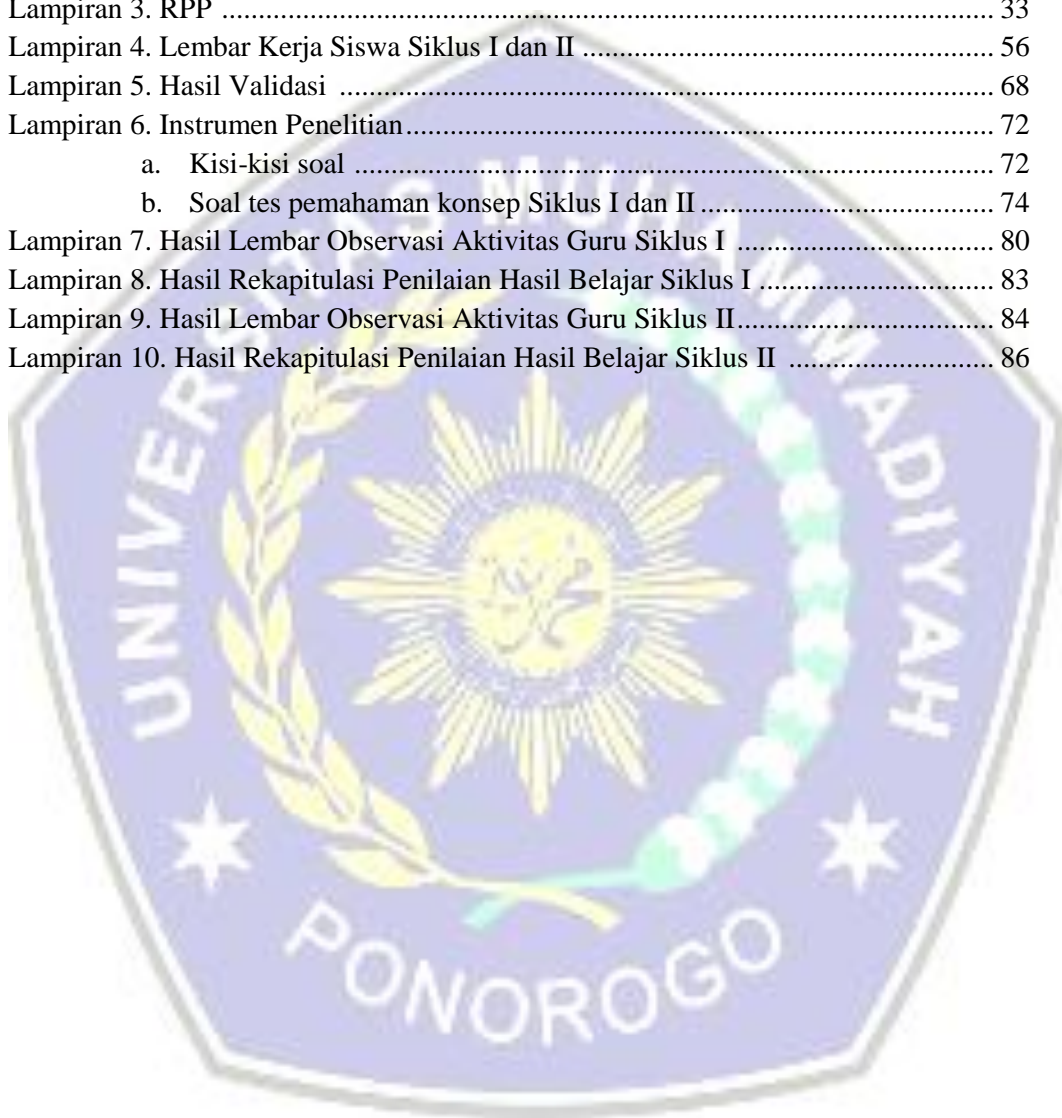 Lampiran 3. RPP ........................................................................................................ 33
Lampiran 4. Lembar Kerja Siswa Siklus I dan II ....................................................... 56
Lampiran 5. Hasil Validasi ........................................................................................ 68
Lampiran 6. Instrumen Penelitian............................................................................... 72
a. Kisi-kisi soal ...................................................................................... 72
b. Soal tes pemahaman konsep Siklus I dan II ....................................... 74
Lampiran 7. Hasil Lembar Observasi Aktivitas Guru Siklus I .................................. 80
Lampiran 8. Hasil Rekapitulasi Penilaian Hasil Belajar Siklus I ............................... 83
Lampiran 9. Hasil Lembar Observasi Aktivitas Guru Siklus II.................................. 84
Lampiran 10. Hasil Rekapitulasi Penilaian Hasil Belajar Siklus II ........................... 86
UNIVERSITAS MUHAMMADIYAH
PONOROGO